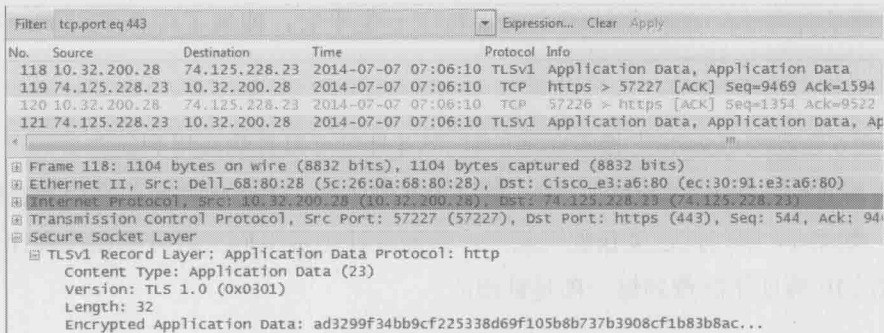 Filter: tcp.port eq 443 Expression... Clear Apply
No. Source Destination Time Protocol Info
118 10.32.200.28 74.125.228.23 2014-07-07 07:06:10 TLSv1 Application Data, Application Data
119 74.125.228.23 10.32.200.28 2014-07-07 07:06:10 TCP https > 57227 [ACK] Seq=9469 Ack=1594
120 10.32.200.28 74.125.228.23 2014-07-07 07:06:10 TCP 57226 > https [ACK] Seq=1354 Ack=9522
121 74.125.228.23 10.32.200.28 2014-07-07 07:06:10 TLSv1 Application Data, Application Data, Ap
Frame 118: 1104 bytes on wire (8832 bits), 1104 bytes captured (8832 bits)
Ethernet II, Src: Dell_68:80:28 (5c:26:0a:68:80:28), Dst: Cisco_e3:a6:80 (ec:30:91:e3:a6:80)
Internet Protocol, Src: 10.32.200.28 (10.32.200.28), Dst: 74.125.228.23 (74.125.228.23)
Transmission Control Protocol, Src Port: 57227 (57227), Dst Port: https (443), Seq: 544, Ack: 940
Secure Socket Layer
TLSv1 Record Layer: Application Data Protocol: http
Content Type: Application Data (23)
Version: TLS 1.0 (0x0301)
Length: 32
Encrypted Application Data: ad3299f34bb9cf225338d69f105b8b737b3908cf1b83b8ac...